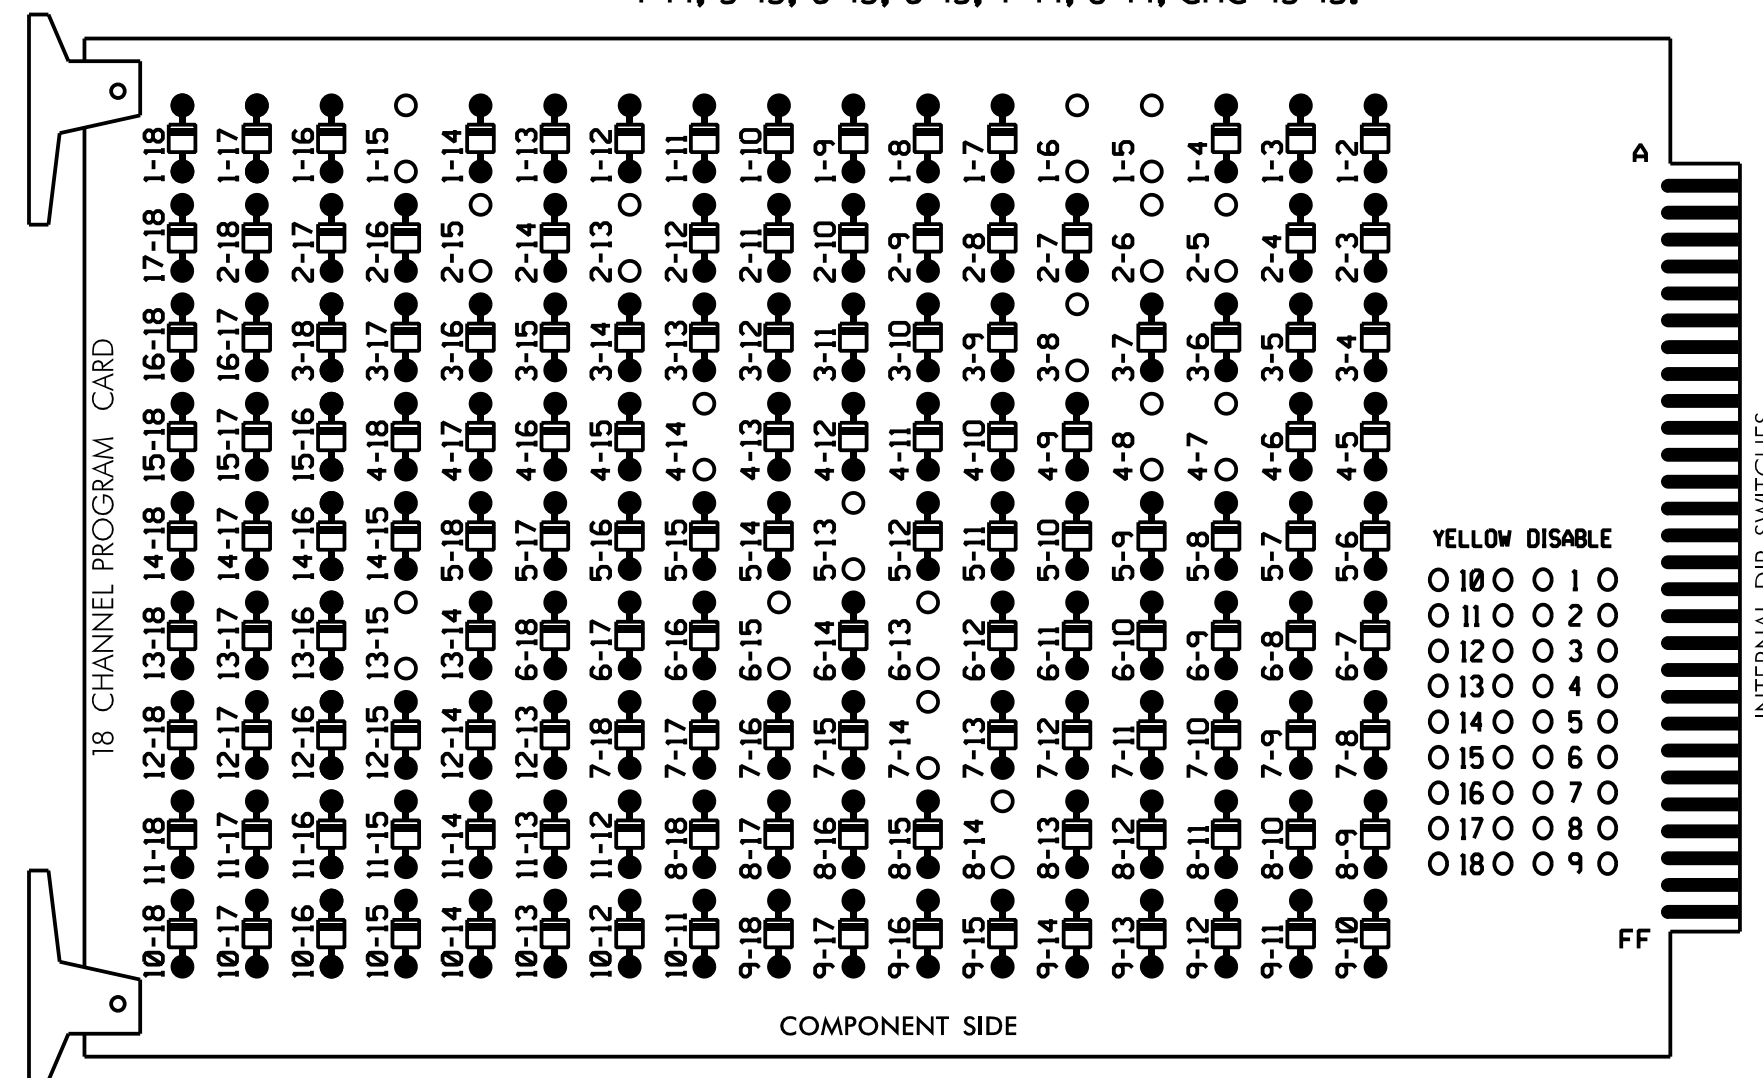 18 CHANNEL PROGRAM CARD
1-18 1-17 1-16 1-15 1-14 1-13 1-12 1-11 1-10 1-9 1-8 1-7 1-6 1-5 1-4 1-3 1-2
17-18 2-18 2-17 2-16 2-15 2-14 2-13 2-12 2-11 2-10 2-9 2-8 2-7 2-6 2-5 2-4 2-3
16-18 16-17 3-18 3-17 3-16 3-15 3-14 3-13 3-12 3-11 3-10 3-9 3-8 3-7 3-6 3-5 3-4
15-18 15-17 15-16 4-18 4-17 4-16 4-15 4-14 4-13 4-12 4-11 4-10 4-9 4-8 4-7 4-6 4-5
14-18 14-17 14-16 14-15 5-18 5-17 5-16 5-15 5-14 5-13 5-12 5-11 5-10 5-9 5-8 5-7 5-6
13-18 13-17 13-16 13-15 13-14 6-18 6-17 6-16 6-15 6-14 6-13 6-12 6-11 6-10 6-9 6-8 6-7
12-18 12-17 12-16 12-15 12-14 12-13 7-18 7-17 7-16 7-15 7-14 7-13 7-12 7-11 7-10 7-9 7-8
11-18 11-17 11-16 11-15 11-14 11-13 11-12 8-18 8-17 8-16 8-15 8-14 8-13 8-12 8-11 8-10 8-9
10-18 10-17 10-16 10-15 10-14 10-13 10-12 10-11 9-18 9-17 9-16 9-15 9-14 9-13 9-12 9-11 9-10
COMPONENT SIDE
A
YELLOW DISABLE
10 1
11 2
12 3
13 4
14 5
15 6
16 7
17 8
18 9
FF